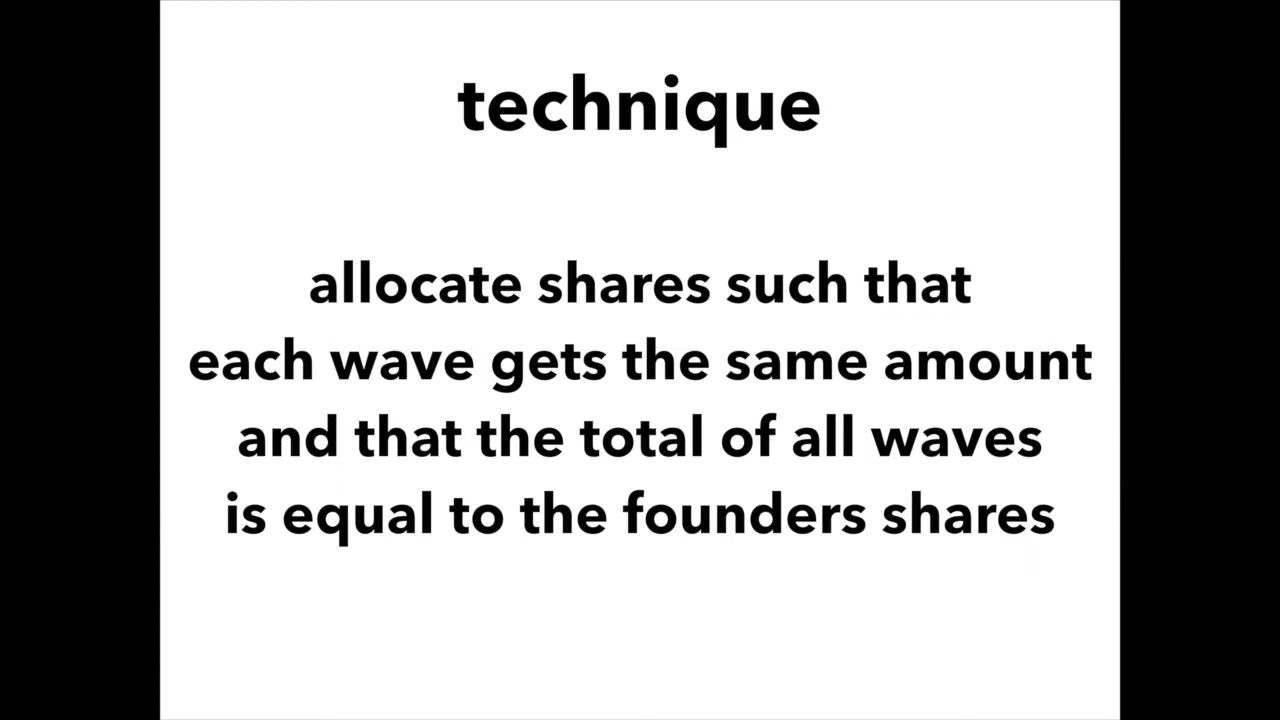 technique
allocate shares such that
each wave gets the same amount
and that the total of all waves
is equal to the founders shares